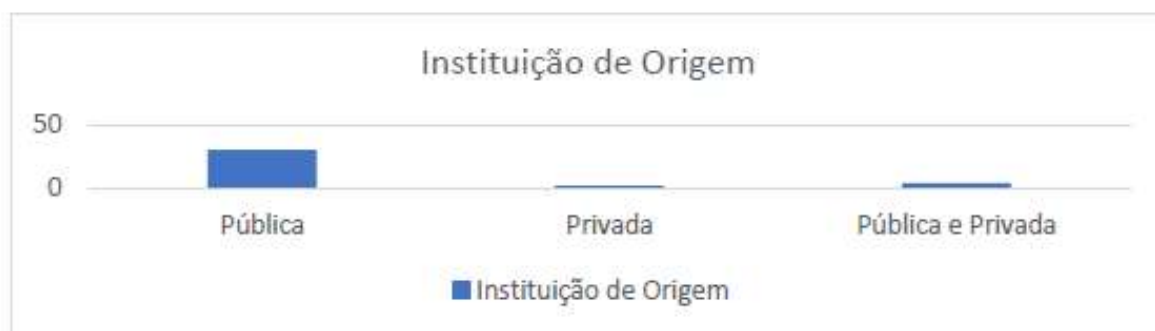 Instituição de Origem
50
0
Pública Privada Pública e Privada
Instituição de Origem